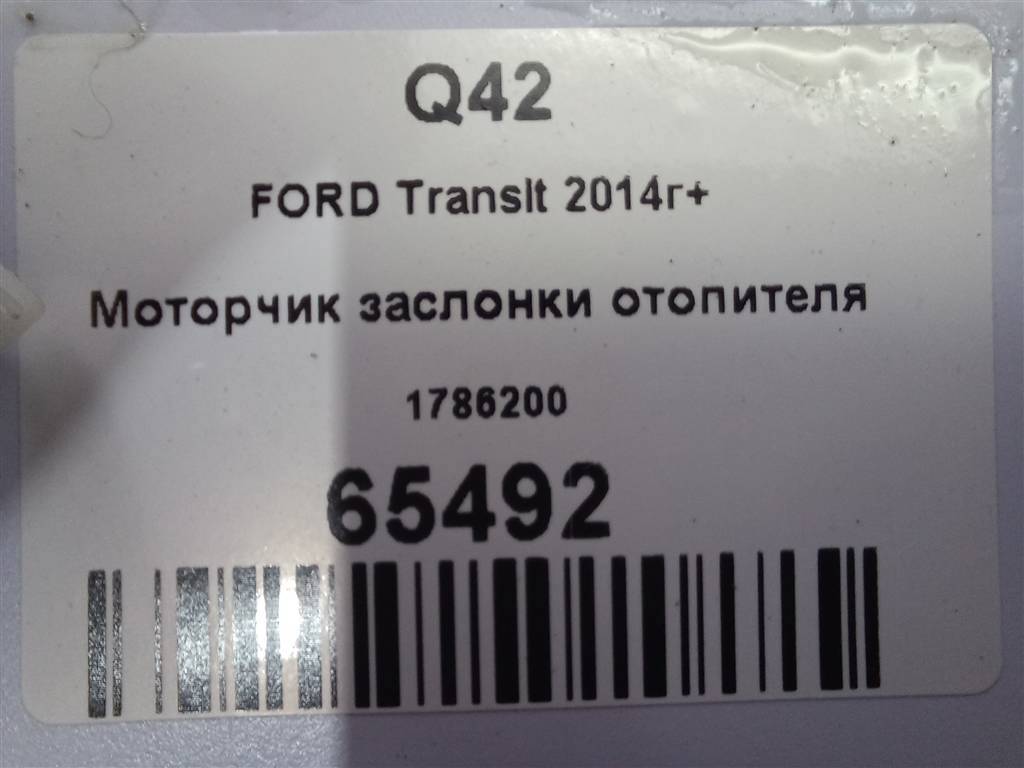 Q42
FORD Transit 2014г+
Моторчик заслонки отопителя
1786200
65492